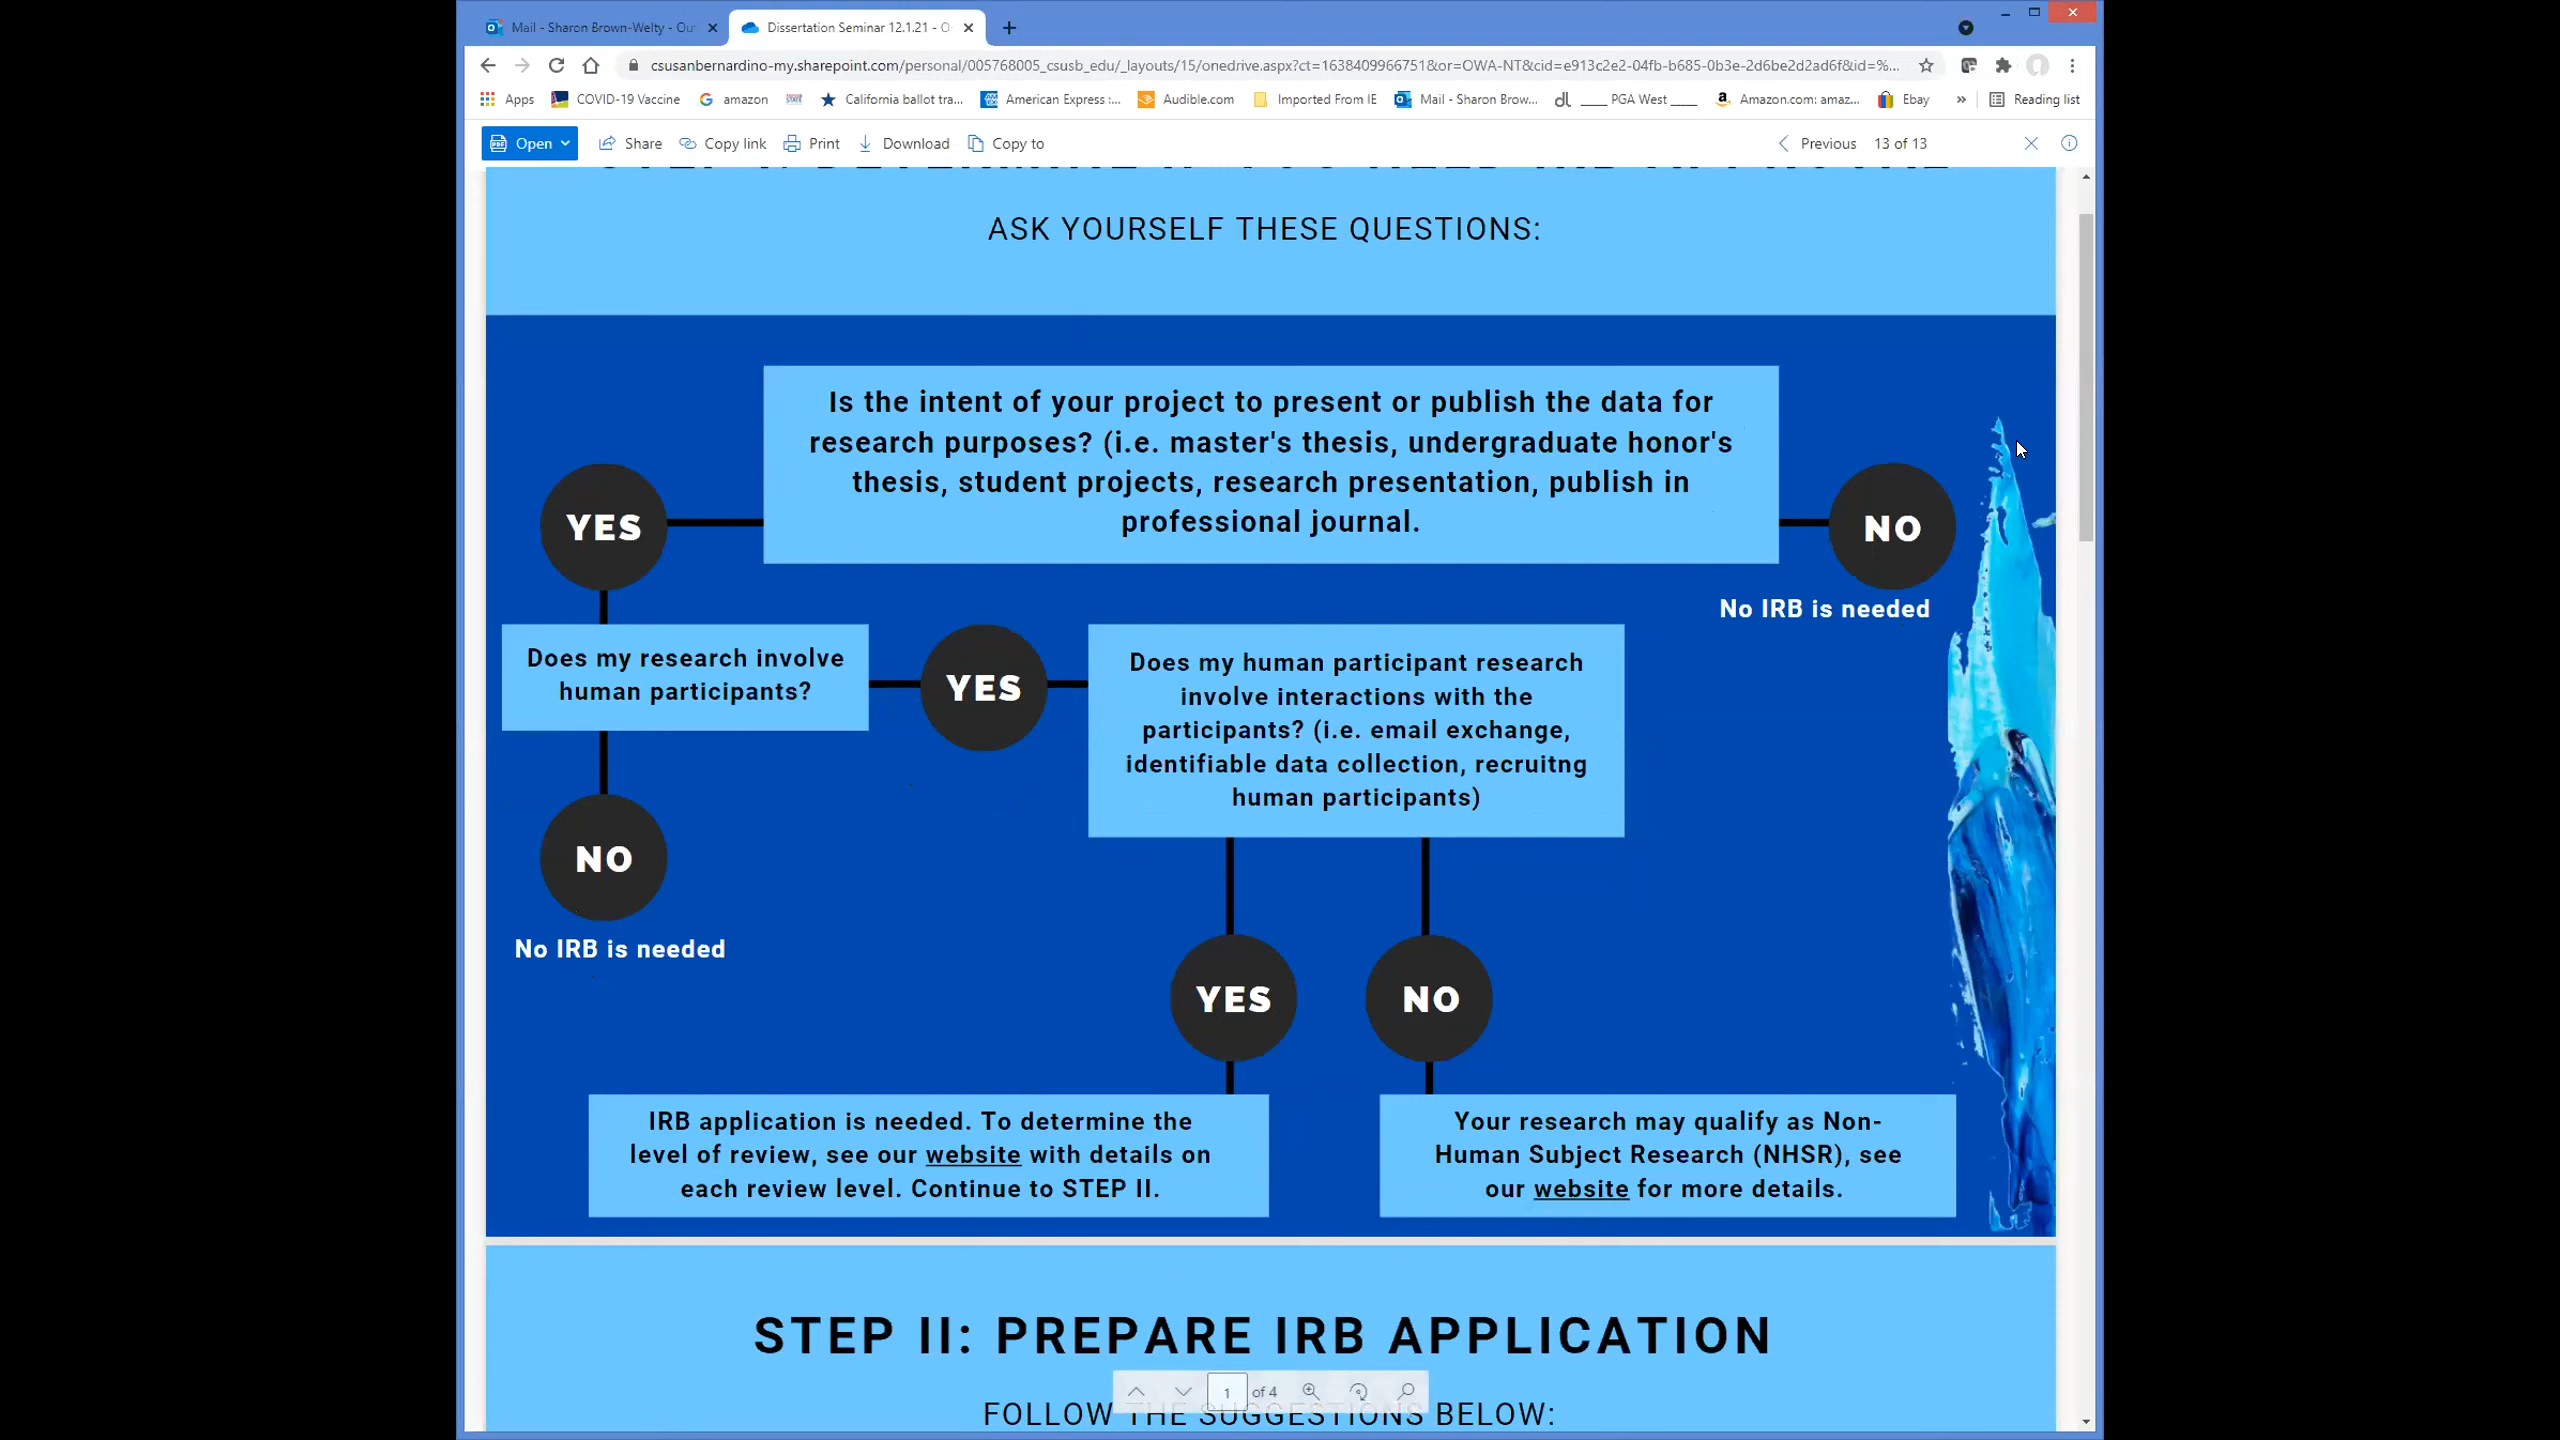 Mail - Sharon Brown-Welty - Ou
Dissertation Seminar 12.1.21 - O
csusanbernardino-my.sharepoint.com/personal/005768005_csusb_edu/_layouts/15/onedrive.aspx?ct=1638409966751&or=OWA-NT&cid=e913c2e2-04fb-b685-0b3e-2d6be2d2ad6f&id=%...
Apps COVID-19 Vaccine amazon California ballot tra... American Express :... Audible.com Imported From IE Mail - Sharon Brow... ____ PGA West ____ Amazon.com: amaz... Ebay » Reading list
Open Share Copy link Print Download Copy to Previous 13 of 13
ASK YOURSELF THESE QUESTIONS:
Is the intent of your project to present or publish the data for
research purposes? (i.e. master's thesis, undergraduate honor's
thesis, student projects, research presentation, publish in
professional journal.
YES
NO
No IRB is needed
Does my research involve
human participants?
YES
Does my human participant research
involve interactions with the
participants? (i.e. email exchange,
identifiable data collection, recruitng
human participants)
NO
No IRB is needed
YES
NO
IRB application is needed. To determine the
level of review, see our website with details on
each review level. Continue to STEP II.
Your research may qualify as Non-
Human Subject Research (NHSR), see
our website for more details.
STEP II: PREPARE IRB APPLICATION
1 of 4
FOLLOW THE SUGGESTIONS BELOW: